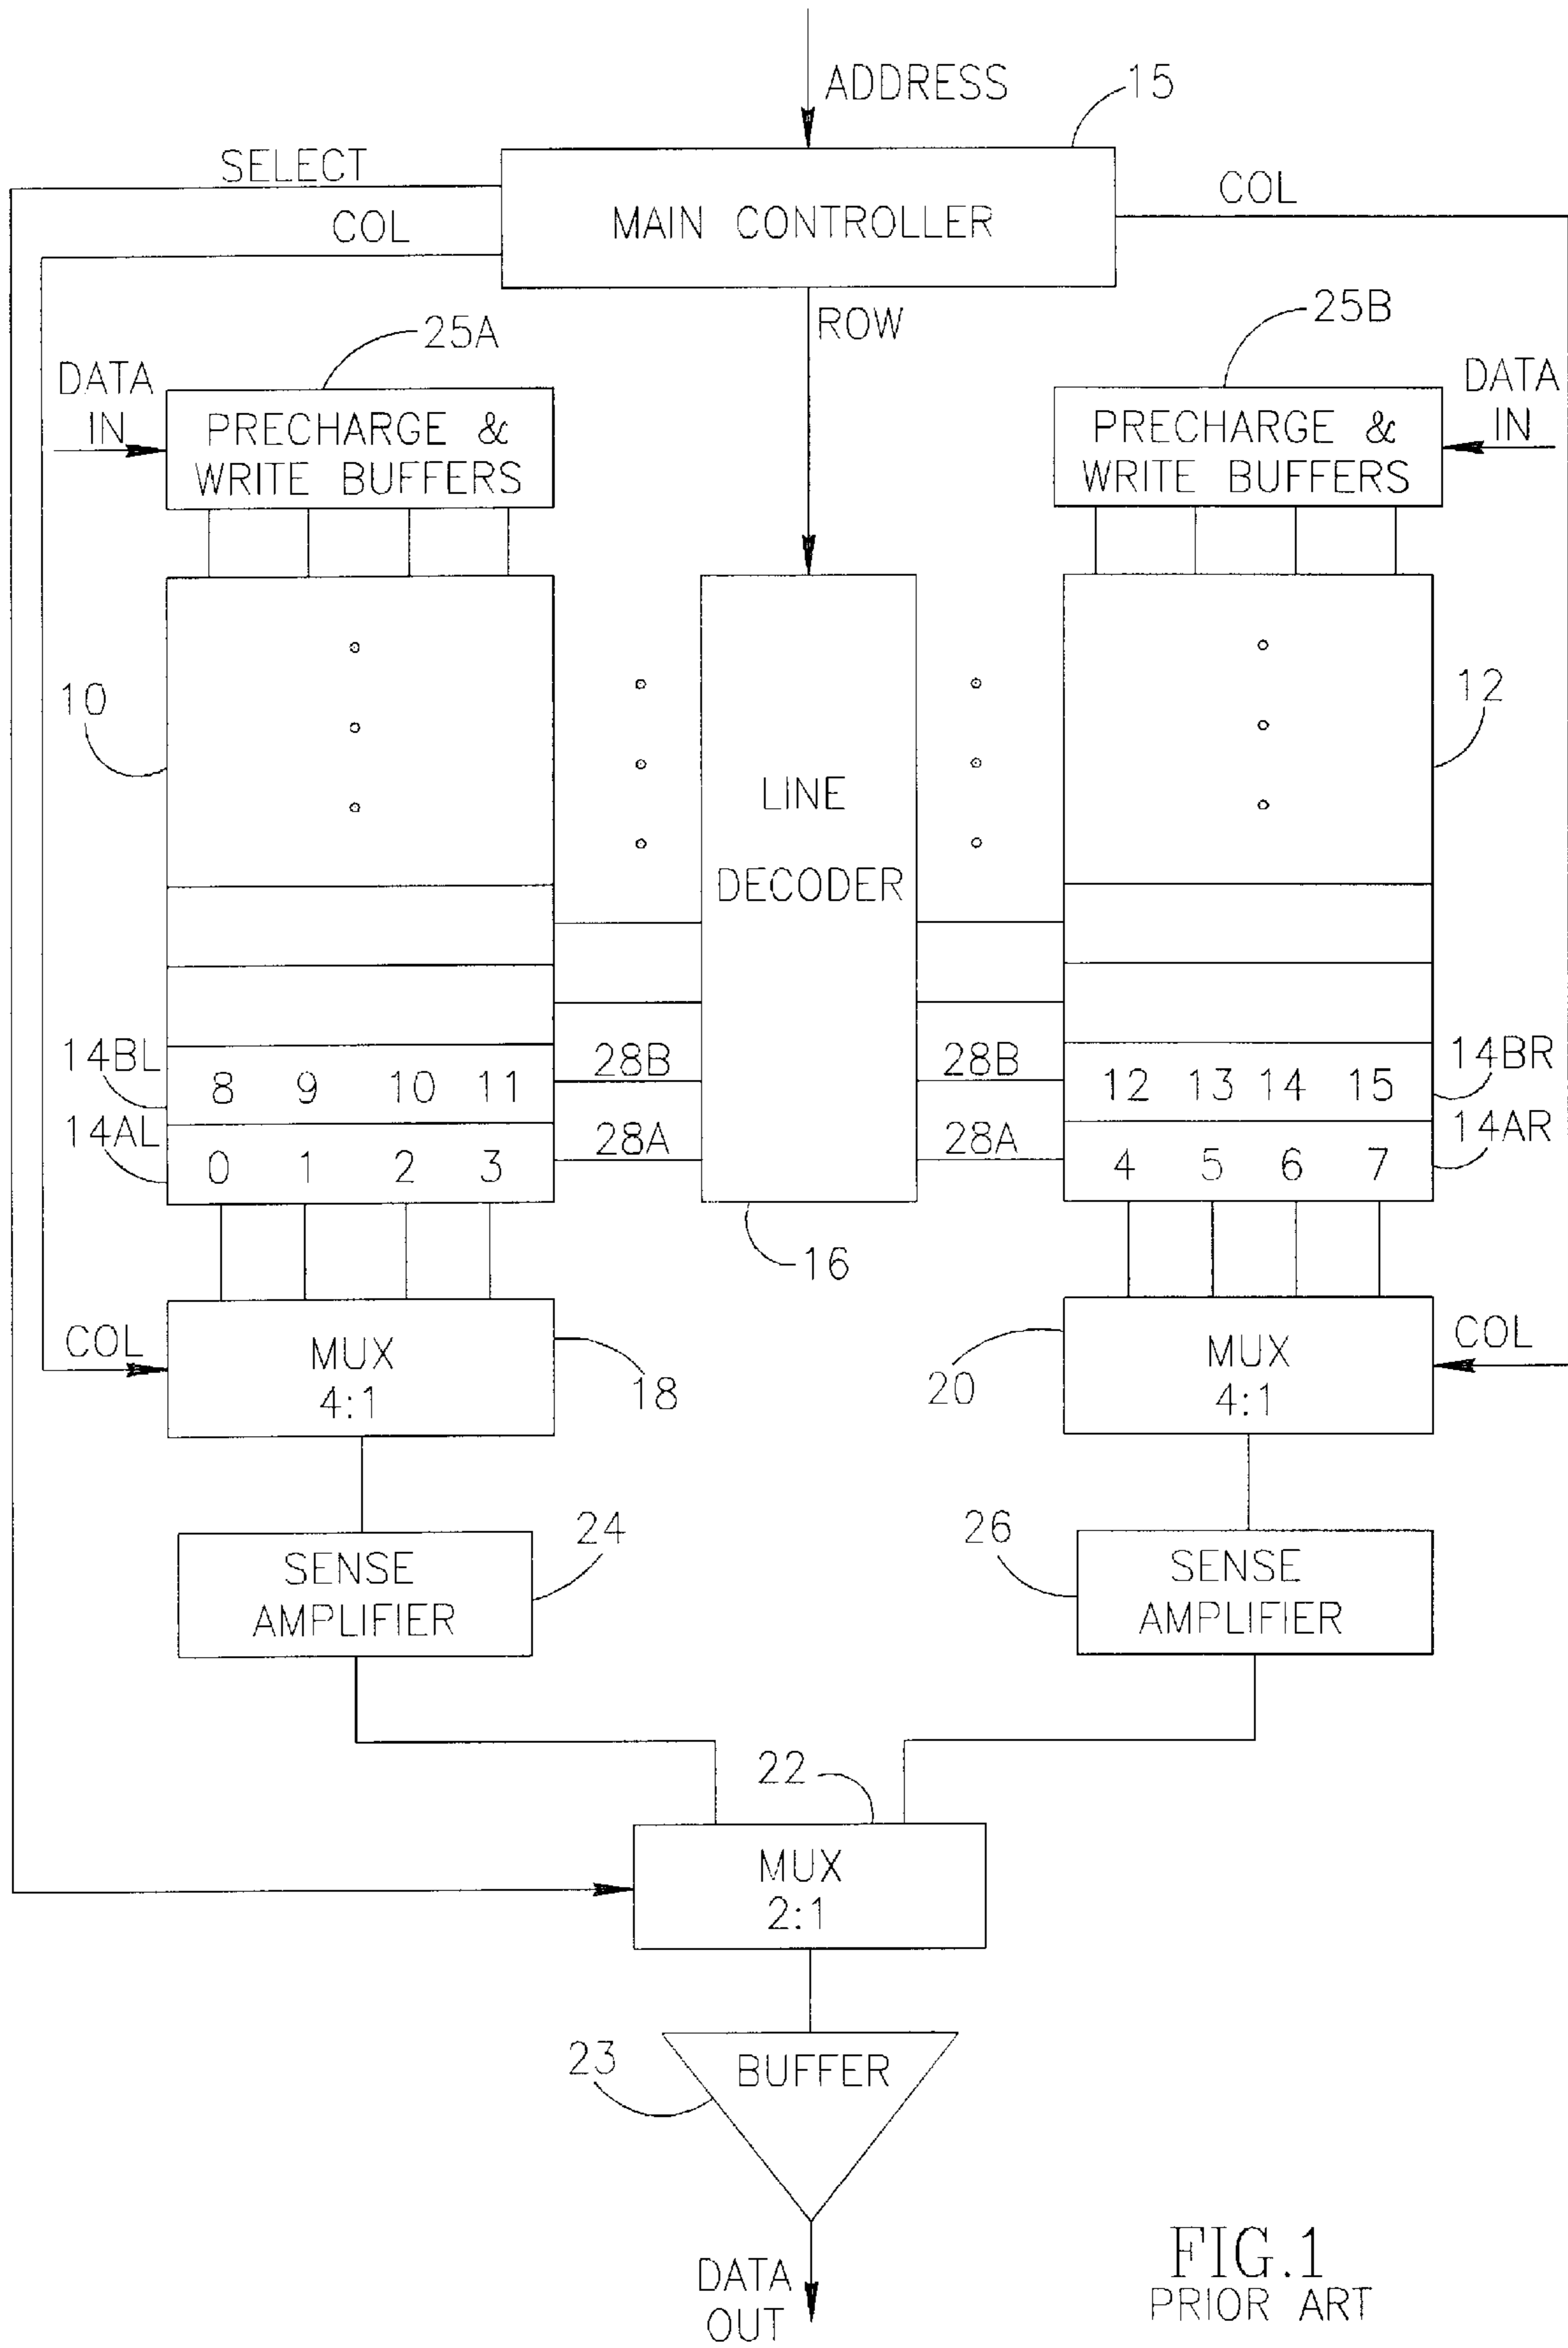 ADDRESS
15
SELECT
COL
MAIN CONTROLLER
COL
ROW
25A
25B
DATA
IN
PRECHARGE &
WRITE BUFFERS
PRECHARGE &
WRITE BUFFERS
DATA
IN
10
12
LINE
DECODER
14BL
8 9 10 11
28B
28B
12 13 14 15
14BR
14AL
0 1 2 3
28A
28A
4 5 6 7
14AR
16
COL
MUX
4:1
18
20
MUX
4:1
COL
24
SENSE
AMPLIFIER
26
SENSE
AMPLIFIER
22
MUX
2:1
23
BUFFER
DATA
OUT
FIG.1
PRIOR ART